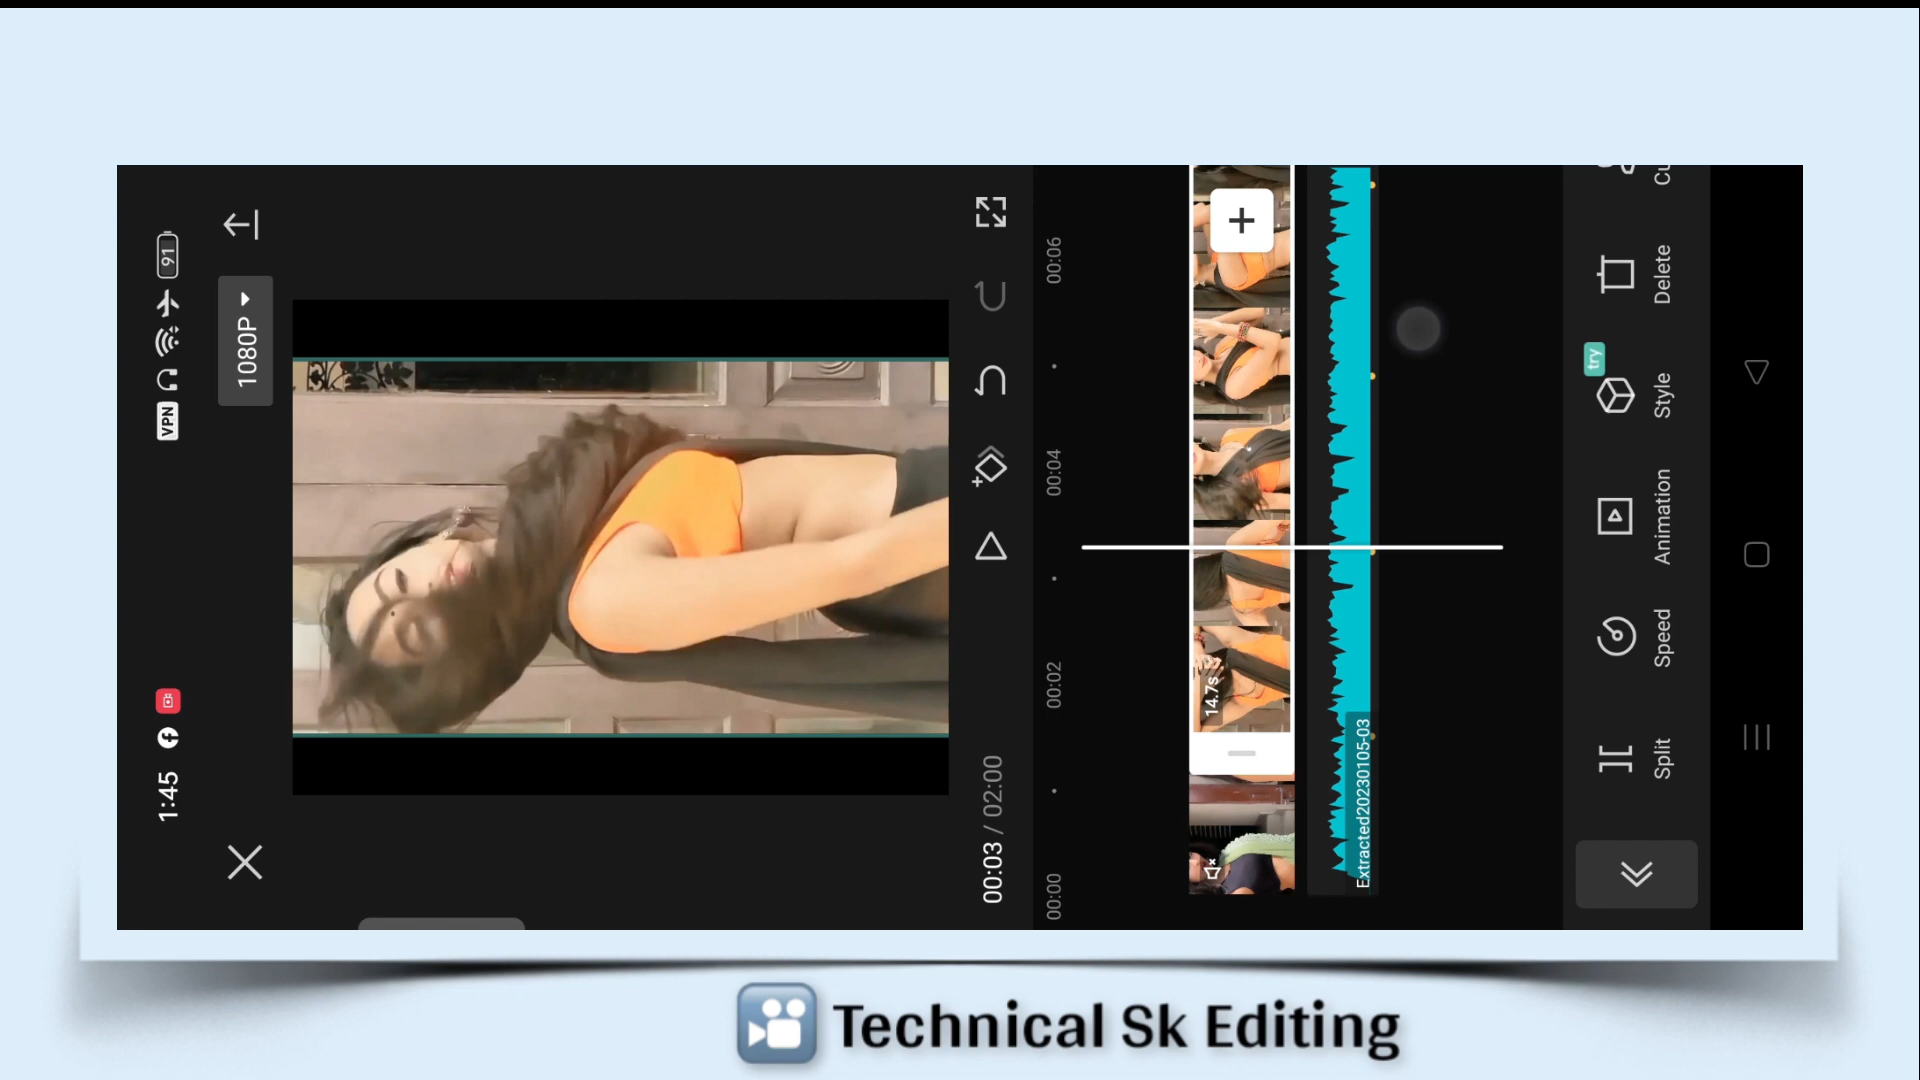 1:45
VPN
91
1080P
00:03 / 02:00
00:00
00:02
00:04
00:06
14.7s
Extracted20230105-03
Split
Speed
Animation
try
Style
Delete
Technical Sk Editing